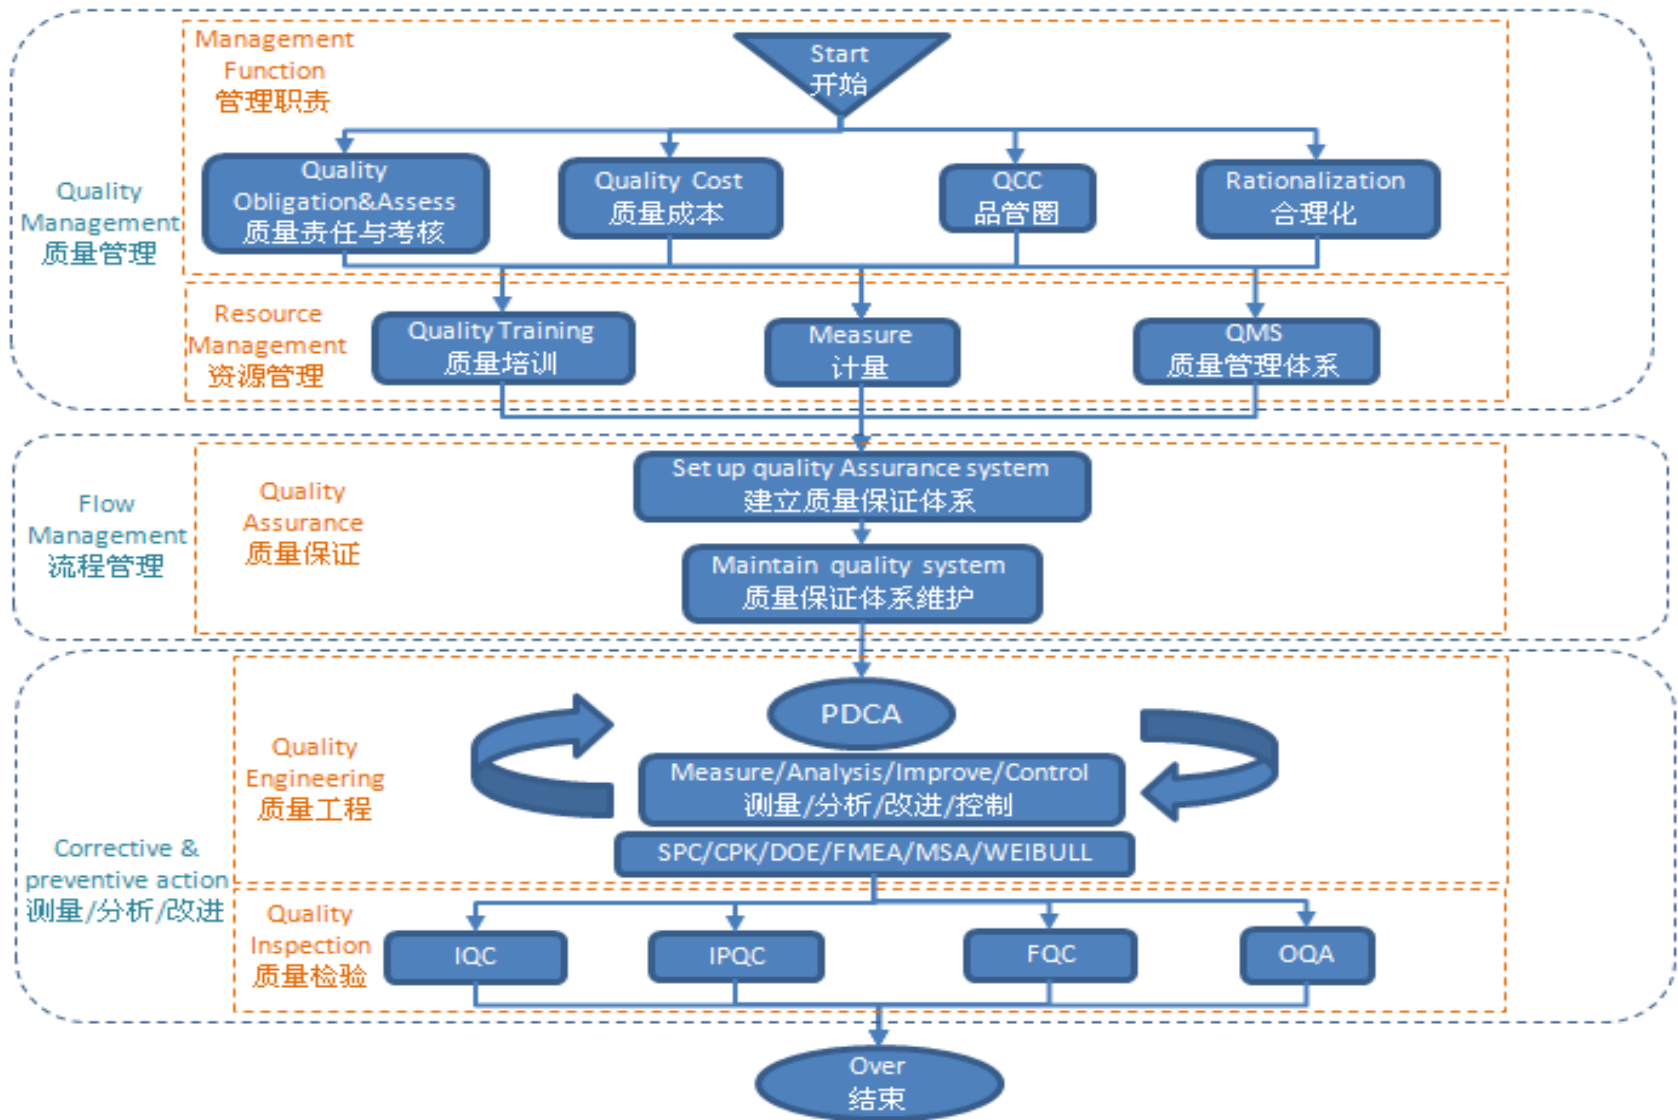 Management
Function
管理职责
Start
开始
Quality
Management
质量管理
Quality
Obligation&Assess
质量责任与考核
Quality Cost
质量成本
QCC
品管圈
Rationalization
合理化
Resource
Management
资源管理
Quality Training
质量培训
Measure
计量
QMS
质量管理体系
Flow
Management
流程管理
Quality
Assurance
质量保证
Set up quality Assurance system
建立质量保证体系
Maintain quality system
质量保证体系维护
Corrective &
preventive action
测量/分析/改进
Quality
Engineering
质量工程
PDCA
Measure/Analysis/Improve/Control
测量/分析/改进/控制
SPC/CPK/DOE/FMEA/MSA/WEIBULL
Quality
Inspection
质量检验
IQC
IPQC
FQC
OQA
Over
结束